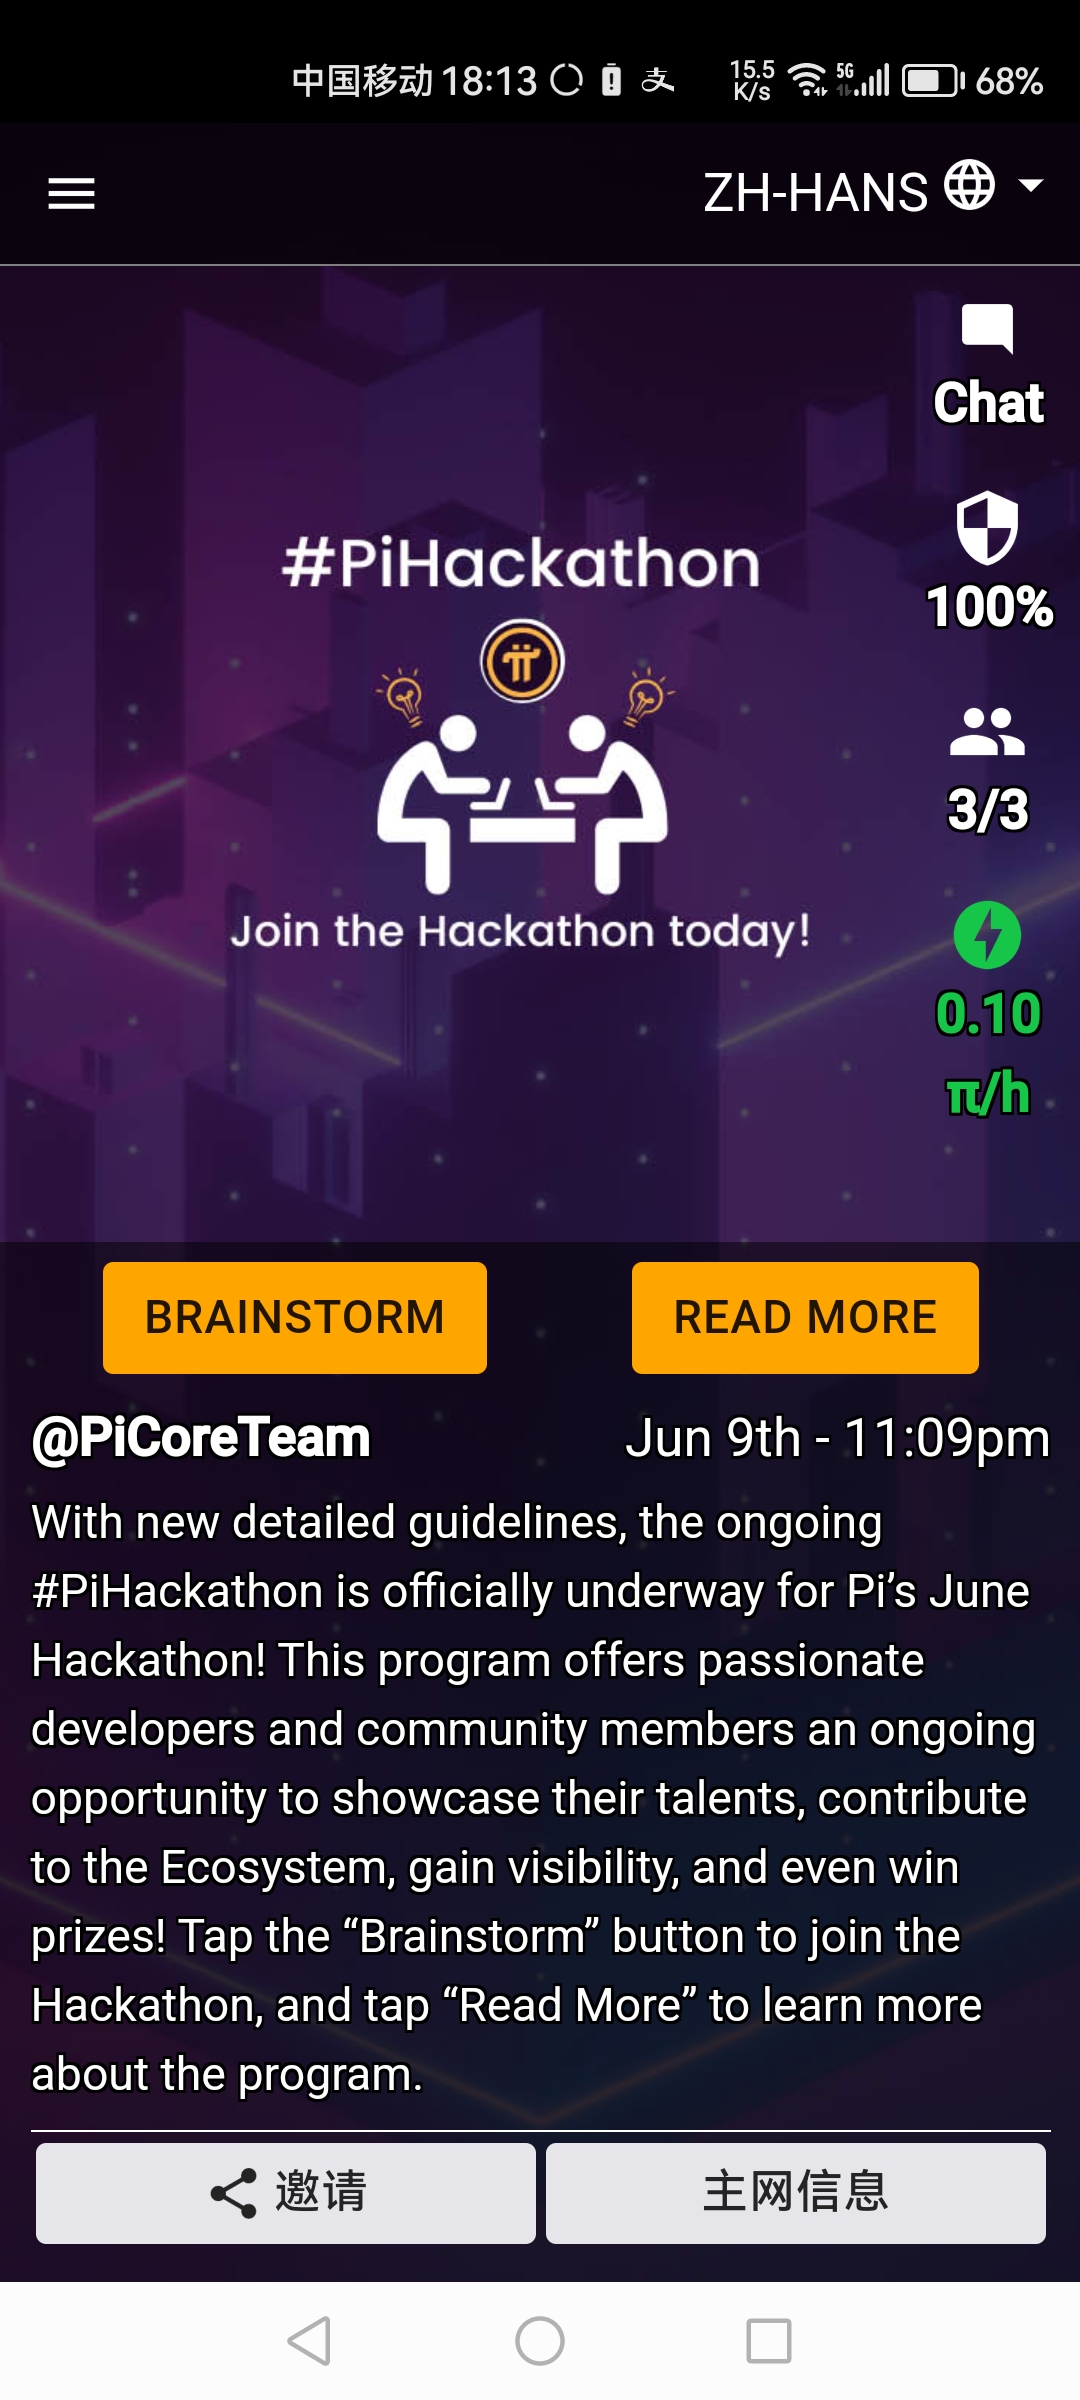 中国移动 18:13 15.5 K/s 5G 68%
ZH-HANS
Chat
#PiHackathon
100%
3/3
Join the Hackathon today!
0.10
π/h
BRAINSTORM READ MORE
@PiCoreTeam Jun 9th - 11:09pm
With new detailed guidelines, the ongoing
#PiHackathon is officially underway for Pi’s June
Hackathon! This program offers passionate
developers and community members an ongoing
opportunity to showcase their talents, contribute
to the Ecosystem, gain visibility, and even win
prizes! Tap the “Brainstorm” button to join the
Hackathon, and tap “Read More” to learn more
about the program.
邀请 主网信息